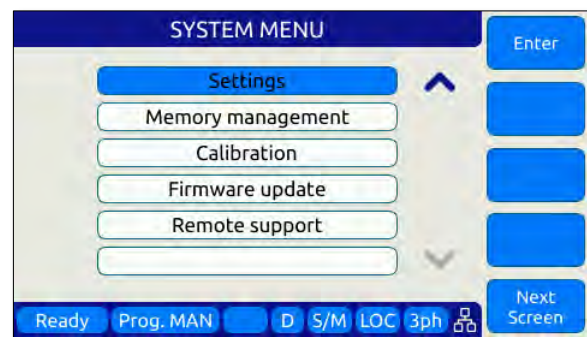 SYSTEM MENU
Enter
Settings
Memory management
Calibration
Firmware update
Remote support
Next
Screen
Ready Prog. MAN D S/M LOC 3ph